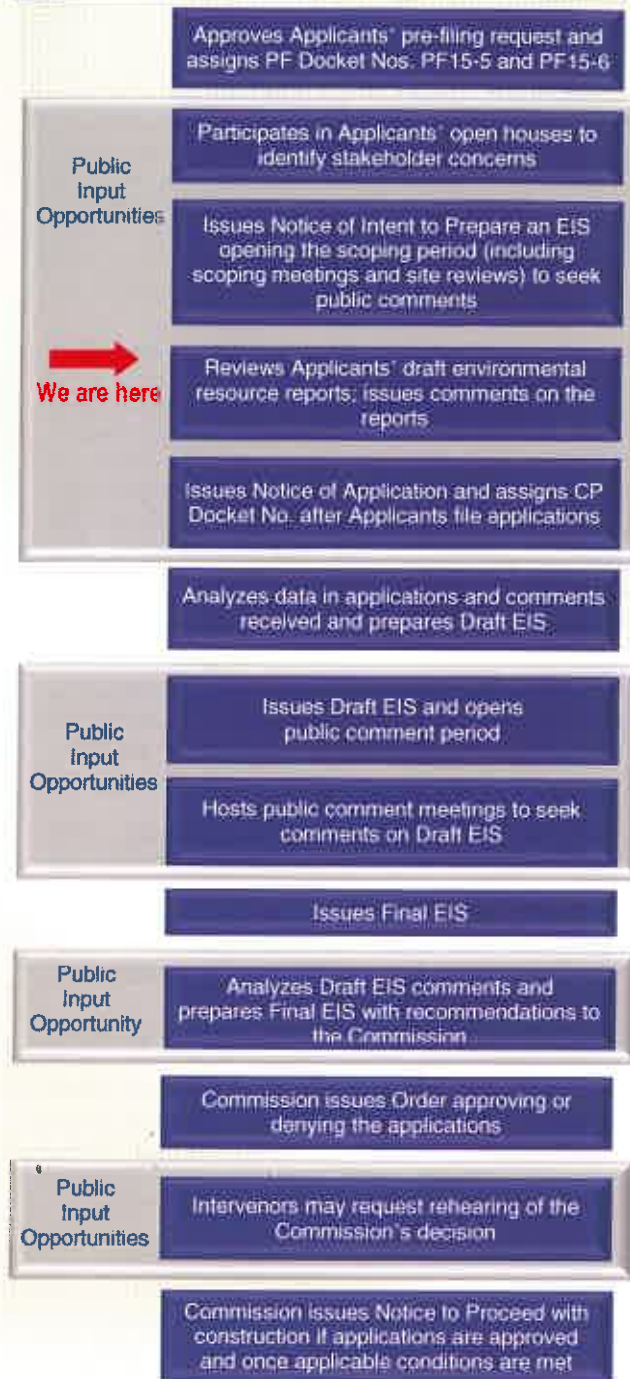 Approves Applicants' pre-filing request and
assigns PF Docket Nos. PF15-5 and PF15-6
Public
Input
Opportunities
Participates in Applicants' open houses to
identify stakeholder concerns
Issues Notice of Intent to Prepare an EIS
opening the scoping period (including
scoping meetings and site reviews) to seek
public comments
We are here
Reviews Applicants' draft environmental
resource reports; issues comments on the
reports
Issues Notice of Application and assigns CP
Docket No. after Applicants file applications
Analyzes data in applications and comments
received and prepares Draft EIS
Public
Input
Opportunities
Issues Draft EIS and opens
public comment period
Hosts public comment meetings to seek
comments on Draft EIS
Issues Final EIS
Public
Input
Opportunity
Analyzes Draft EIS comments and
prepares Final EIS with recommendations to
the Commission
Commission issues Order approving or
denying the applications
Public
Input
Opportunities
Intervenors may request rehearing of the
Commission's decision
Commission issues Notice to Proceed with
construction if applications are approved
and once applicable conditions are met